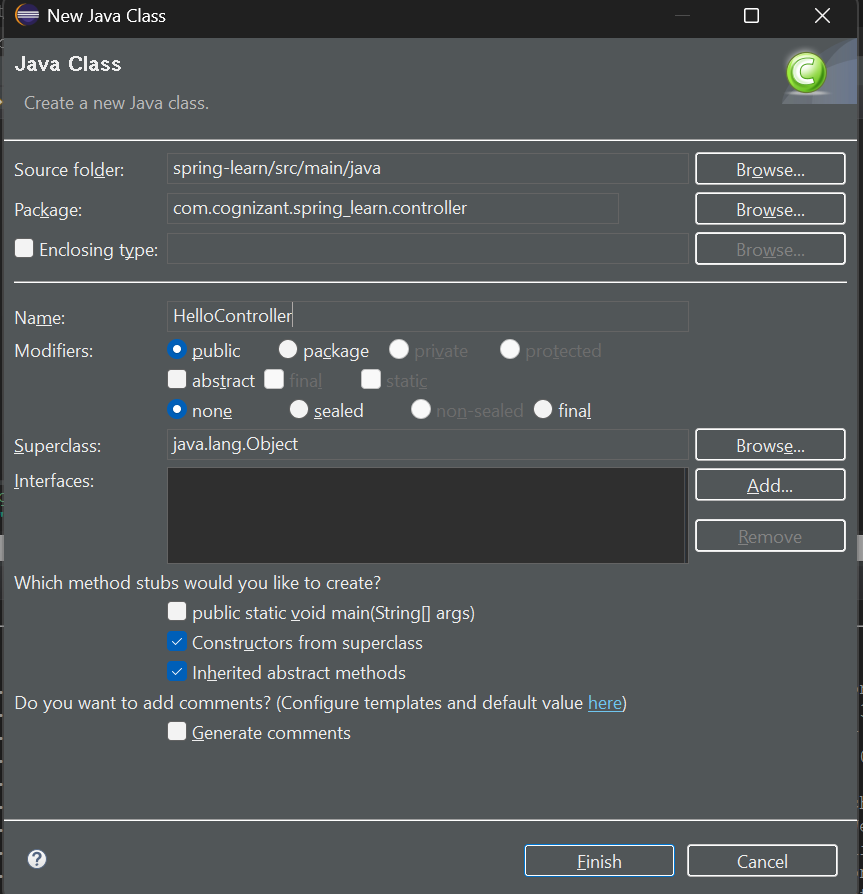 New Java Class
Java Class
Create a new Java class.
Source folder: spring-learn/src/main/java Browse...
Package: com.cognizant.spring_learn.controller Browse...
Enclosing type: Browse...
Name: HelloController
Modifiers: public package private protected
abstract final static
none sealed non-sealed final
Superclass: java.lang.Object Browse...
Interfaces: Add...
Remove
Which method stubs would you like to create?
public static void main(String[] args)
Constructors from superclass
Inherited abstract methods
Do you want to add comments? (Configure templates and default value here)
Generate comments
Finish Cancel